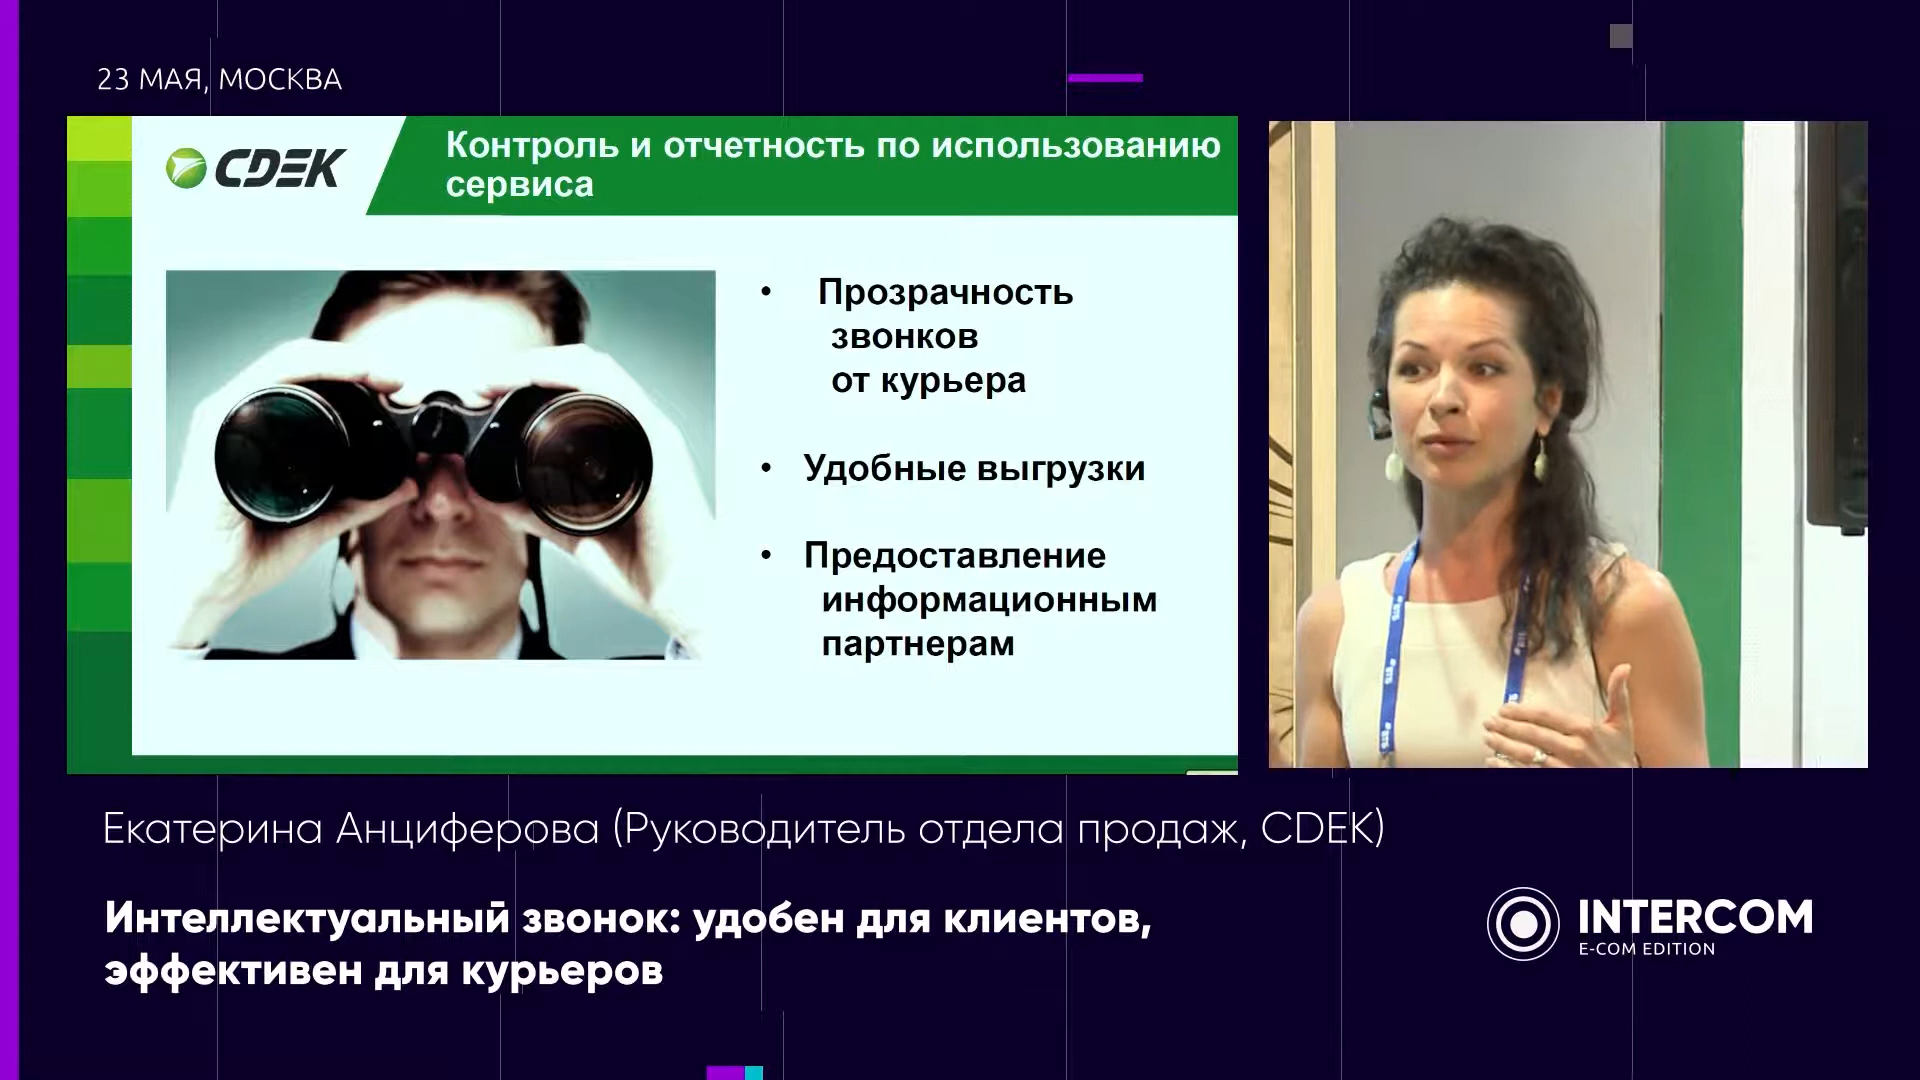 23 МАЯ, МОСКВА
CDEK
Контроль и отчетность по использованию
сервиса
• Прозрачность
звонков
от курьера
• Удобные выгрузки
• Предоставление
информационным
партнерам
Екатерина Анциферова (Руководитель отдела продаж, CDEK)
Интеллектуальный звонок: удобен для клиентов,
эффективен для курьеров
INTERCOM
E-COM EDITION